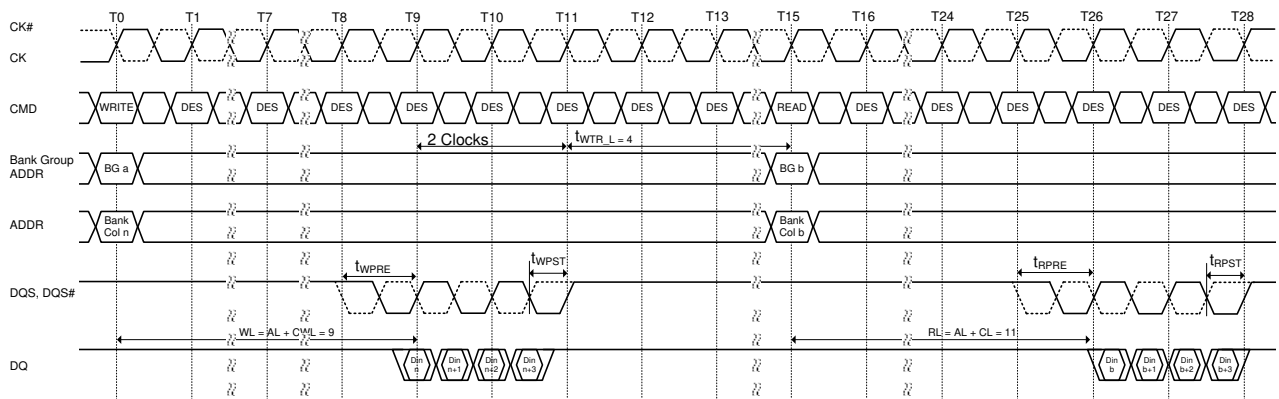 T0 T1 T7 T8 T9 T10 T11 T12 T13 T15 T16 T24 T25 T26 T27 T28
CK#
CK
CMD WRITE DES DES DES DES DES DES DES DES READ DES DES DES DES DES DES
2 Clocks tWTR_L = 4
Bank Group
ADDR
BG a BG b
ADDR
Bank
Col n
Bank
Col b
tWPRE tWPST tRPRE tRPST
DQS, DQS#
WL = AL + CWL = 9 RL = AL + CL = 11
DQ
Din
n
Din
n+1
Din
n+2
Din
n+3
Din
b
Din
b+1
Din
b+2
Din
b+3